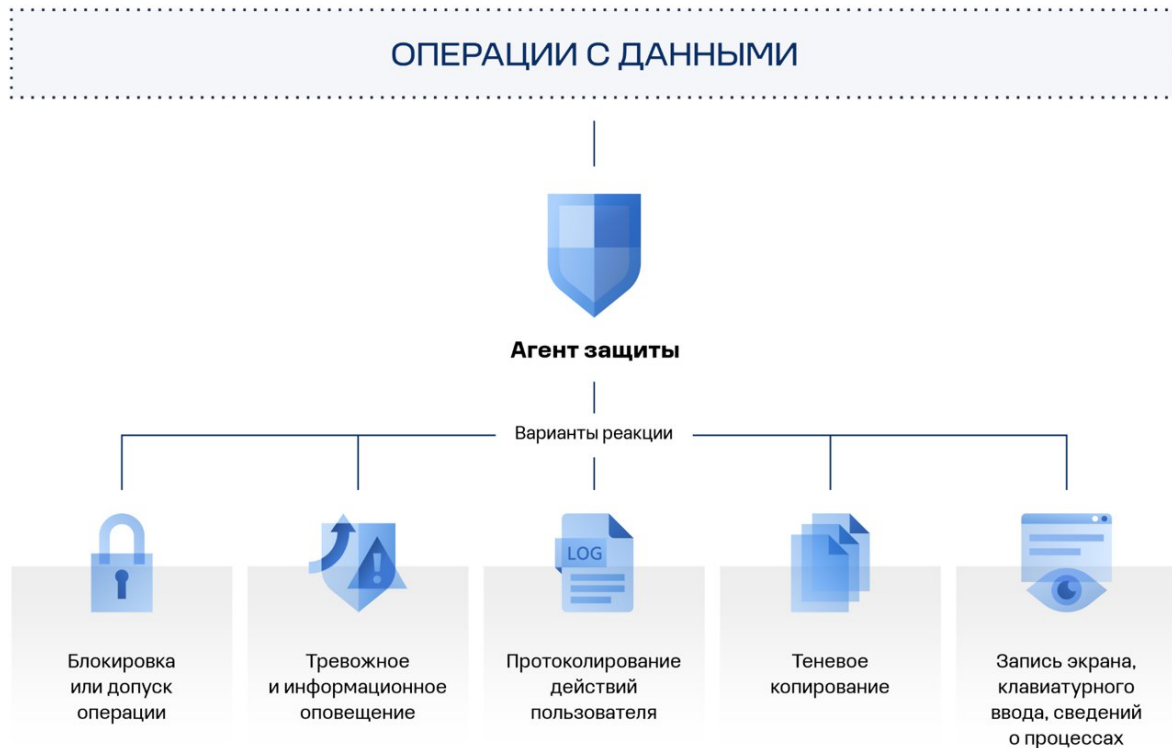 ОПЕРАЦИИ С ДАННЫМИ
Агент защиты
Варианты реакции
LOG
Блокировка
или допуск
операции
Тревожное
и информационное
оповещение
Протоколирование
действий
пользователя
Теневое
копирование
Запись экрана,
клавиатурного
ввода, сведений
о процессах